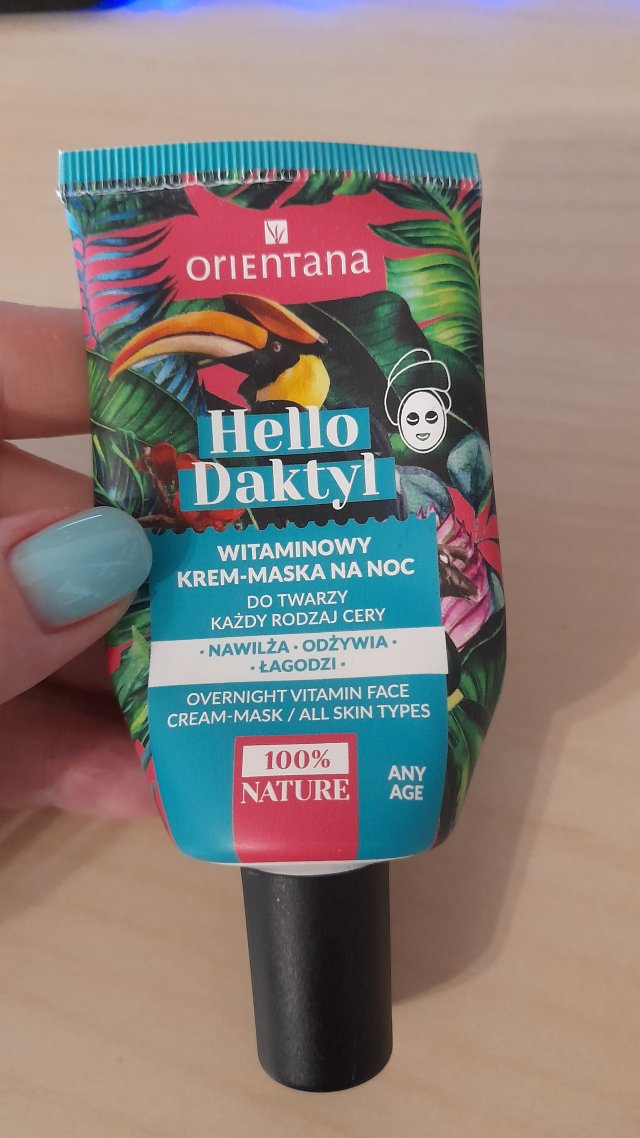 ORIENTANA
Hello
Daktyl
WITAMINOWY
KREM-MASKA NA NOC
DO TWARZY
KAŻDY RODZAJ CERY
• NAWILŻA • ODŻYWIA •
• ŁAGODZI •
OVERNIGHT VITAMIN FACE
CREAM-MASK / ALL SKIN TYPES
100%
NATURE
ANY
AGE